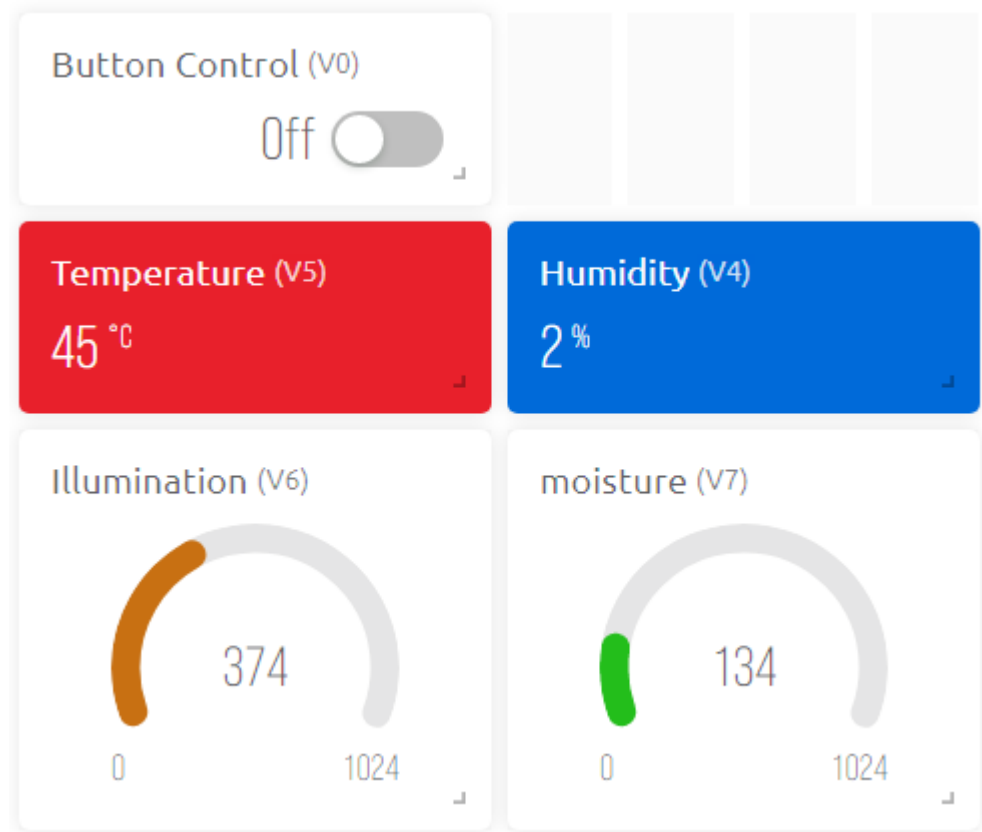 Button Control (V0)
Off
Temperature (V5)
45 °C
Humidity (V4)
2 %
Illumination (V6)
374
0
1024
moisture (V7)
134
0
1024